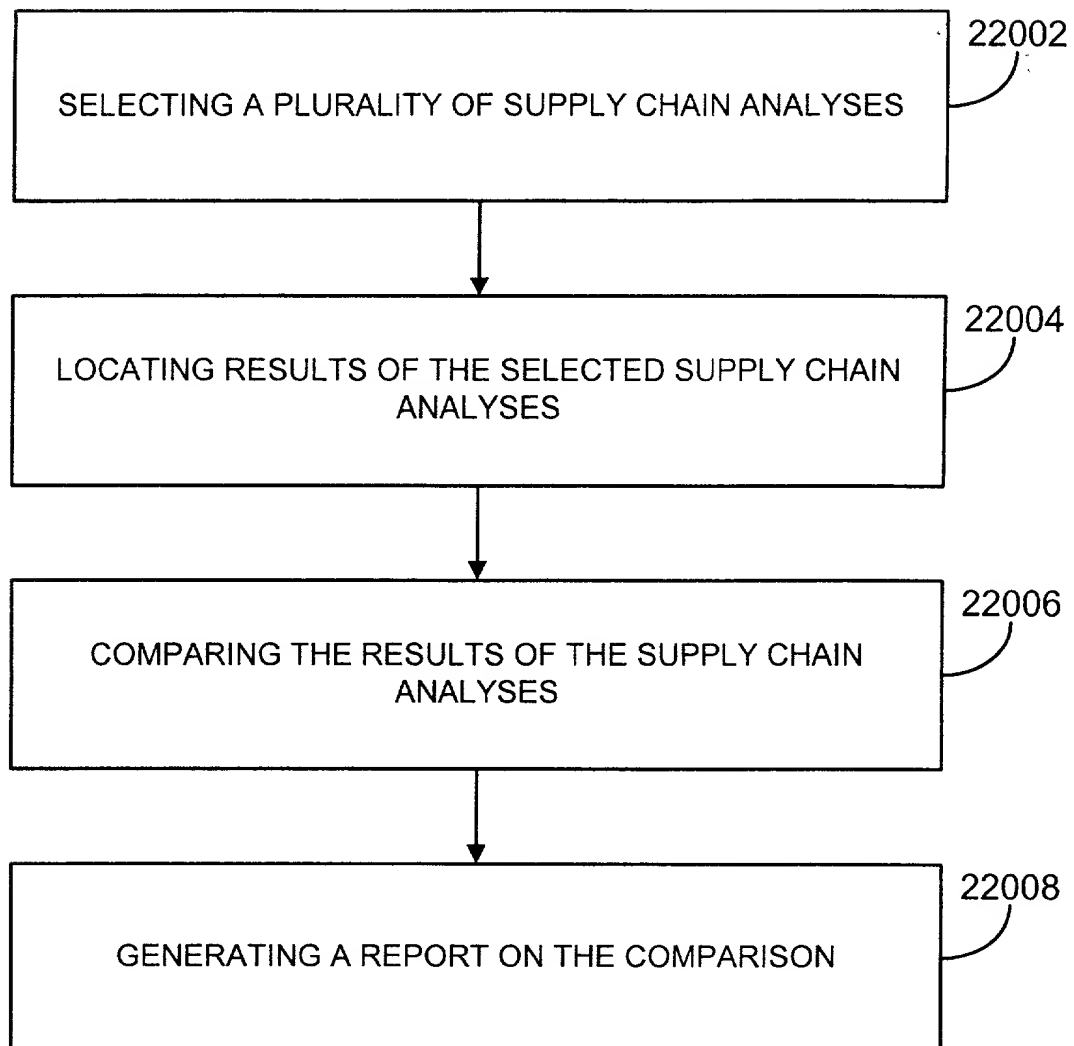 22002
SELECTING A PLURALITY OF SUPPLY CHAIN ANALYSES
22004
LOCATING RESULTS OF THE SELECTED SUPPLY CHAIN
ANALYSES
22006
COMPARING THE RESULTS OF THE SUPPLY CHAIN
ANALYSES
22008
GENERATING A REPORT ON THE COMPARISON